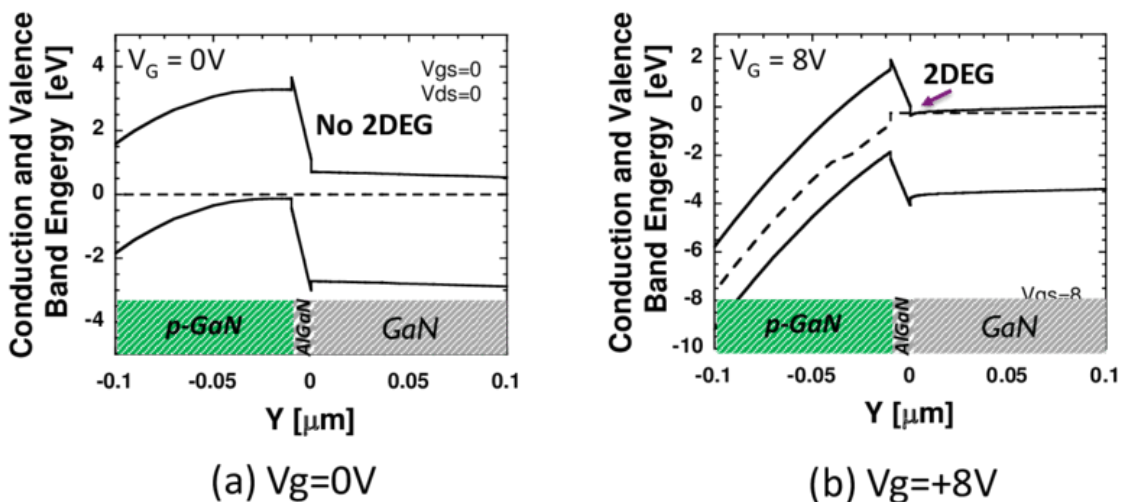 Conduction and Valence
Band Engergy [eV]
4
2
0
-2
-4
V_G = 0V
Vgs=0
Vds=0
No 2DEG
p-GaN
AlGaN
GaN
-0.1
-0.05
0
0.05
0.1
Y [μm]
(a) Vg=0V
Conduction and Valence
Band Engergy [eV]
2
0
-2
-4
-6
-8
-10
V_G = 8V
2DEG
Vgs=8
p-GaN
AlGaN
GaN
-0.1
-0.05
0
0.05
0.1
Y [μm]
(b) Vg=+8V